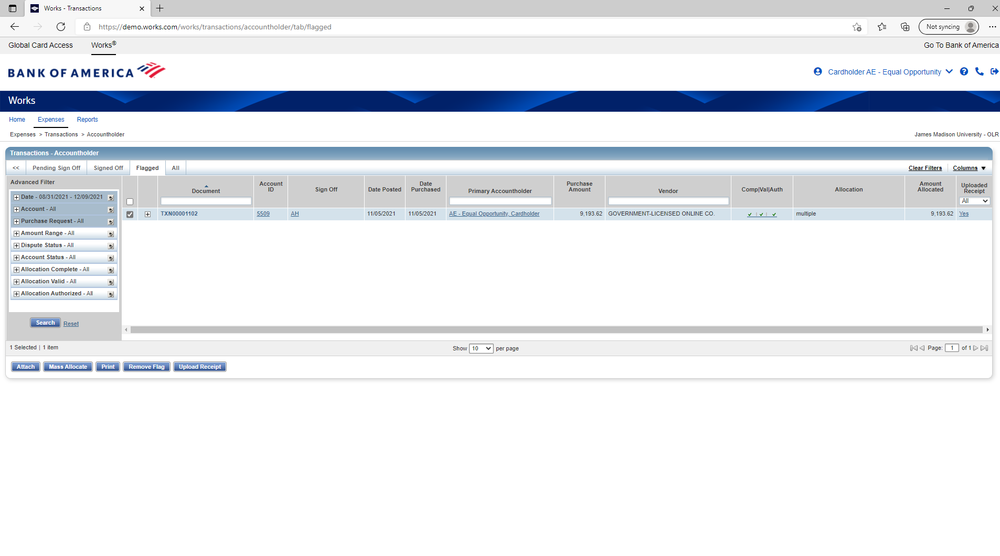 Works - Transactions
https://demo.works.com/works/transactions/accountholder/tab/flagged
Not syncing
Global Card Access Works® Go To Bank of America
BANK OF AMERICA
Cardholder AE - Equal Opportunity
Works
Home Expenses Reports
Expenses > Transactions > Accountholder James Madison University - OLR
Transactions - Accountholder
<< Pending Sign Off Signed Off Flagged All Clear Filters Columns
Advanced Filter
Date - 08/31/2021 - 12/09/2021
Account - All
Purchase Request - All
Amount Range - All
Dispute Status - All
Account Status - All
Allocation Complete - All
Allocation Valid - All
Allocation Authorized - All
Search Reset
Document
Account
ID
Sign Off
Date Posted
Date
Purchased
Primary Accountholder
Purchase
Amount
Vendor
Comp|Val|Auth
Allocation
Amount
Allocated
Uploaded
Receipt
All
TXN00001102 5509 AH 11/05/2021 11/05/2021 AE - Equal Opportunity, Cardholder 9,193.62 GOVERNMENT-LICENSED ONLINE CO. ✓ | ✓ | ✓ multiple 9,193.62 Yes
1 Selected | 1 item Show 10 per page Page: 1 of 1
Attach Mass Allocate Print Remove Flag Upload Receipt